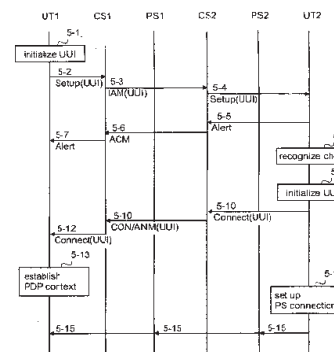 UT1 CS1 PS1 CS2 PS2 UT2
5-1
initialize UUI
5-2
Setup(UUI)
5-3
IAM(UUI)
5-4
Setup(UUI)
5-5
Alert
5-6
ACM
5-7
Alert
recognize
initialize
5-10
Connect(UUI)
5-10
CON/ANM(UUI)
5-12
Connect(UUI)
5-13
establish
PDP context
set up
PS connection
5-15 5-15 5-15